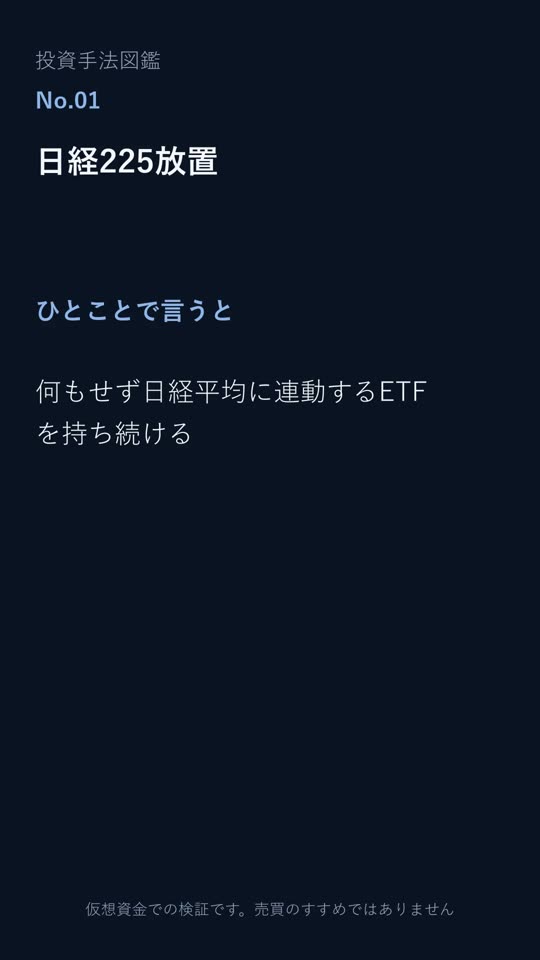 投資手法図鑑
No.01
日経225放置
ひとことで言うと
何もせず日経平均に連動するETF
を持ち続ける
仮想資金での検証です。売買のすすめではありません